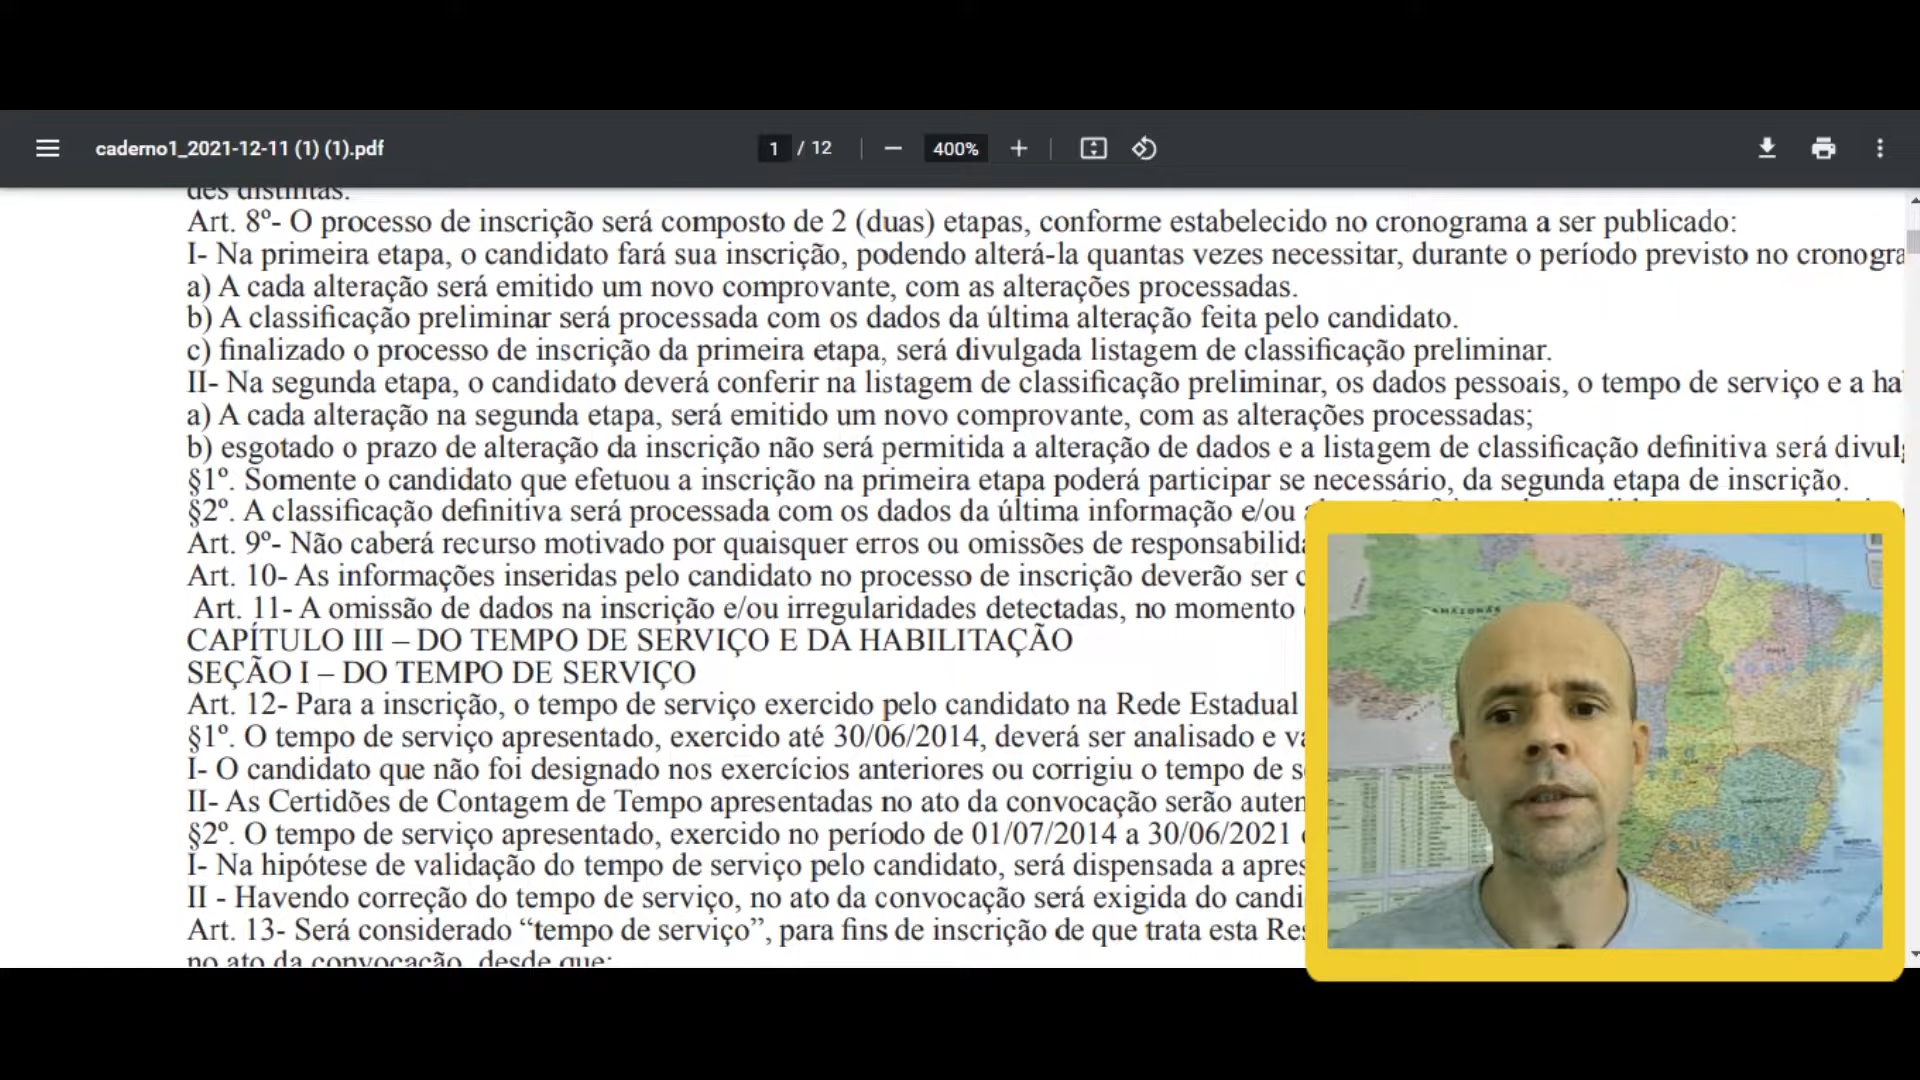 caderno1_2021-12-11 (1) (1).pdf
1 / 12
400%
des distintas.
Art. 8º- O processo de inscrição será composto de 2 (duas) etapas, conforme estabelecido no cronograma a ser publicado:
I- Na primeira etapa, o candidato fará sua inscrição, podendo alterá-la quantas vezes necessitar, durante o período previsto no cronogra
a) A cada alteração será emitido um novo comprovante, com as alterações processadas.
b) A classificação preliminar será processada com os dados da última alteração feita pelo candidato.
c) finalizado o processo de inscrição da primeira etapa, será divulgada listagem de classificação preliminar.
II- Na segunda etapa, o candidato deverá conferir na listagem de classificação preliminar, os dados pessoais, o tempo de serviço e a ha
a) A cada alteração na segunda etapa, será emitido um novo comprovante, com as alterações processadas;
b) esgotado o prazo de alteração da inscrição não será permitida a alteração de dados e a listagem de classificação definitiva será divulg
§1º. Somente o candidato que efetuou a inscrição na primeira etapa poderá participar se necessário, da segunda etapa de inscrição.
§2º. A classificação definitiva será processada com os dados da última informação e/ou
Art. 9º- Não caberá recurso motivado por quaisquer erros ou omissões de responsabilida
Art. 10- As informações inseridas pelo candidato no processo de inscrição deverão ser c
Art. 11- A omissão de dados na inscrição e/ou irregularidades detectadas, no momento
CAPÍTULO III – DO TEMPO DE SERVIÇO E DA HABILITAÇÃO
SEÇÃO I – DO TEMPO DE SERVIÇO
Art. 12- Para a inscrição, o tempo de serviço exercido pelo candidato na Rede Estadual
§1º. O tempo de serviço apresentado, exercido até 30/06/2014, deverá ser analisado e va
I- O candidato que não foi designado nos exercícios anteriores ou corrigiu o tempo de s
II- As Certidões de Contagem de Tempo apresentadas no ato da convocação serão auten
§2º. O tempo de serviço apresentado, exercido no período de 01/07/2014 a 30/06/2021
I- Na hipótese de validação do tempo de serviço pelo candidato, será dispensada a apres
II - Havendo correção do tempo de serviço, no ato da convocação será exigida do candi
Art. 13- Será considerado “tempo de serviço”, para fins de inscrição de que trata esta Res
no ato da convocação, desde que:
AMAZONAS